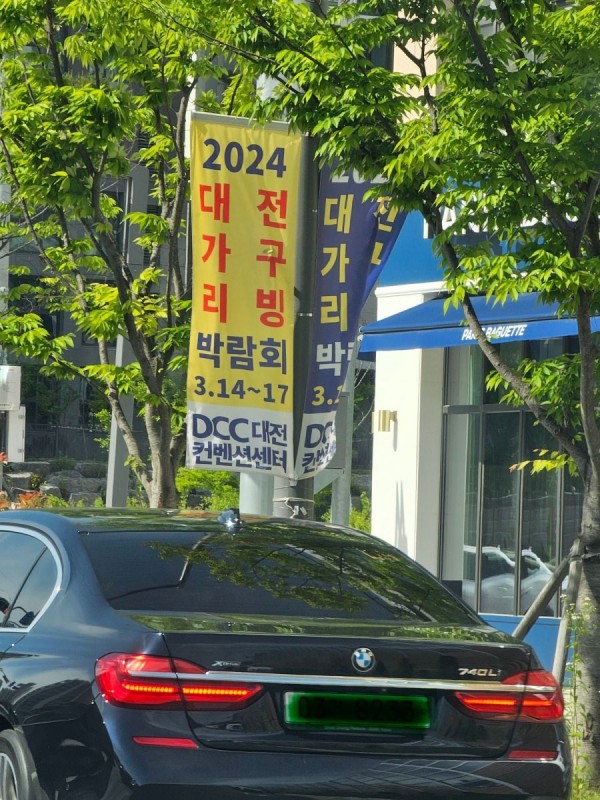 2024
대 전
가 구
리 빙
박람회
3.14~17
DCC 대전
컨벤션센터
대 전
가
리
PARIS BAGUETTE
740Li